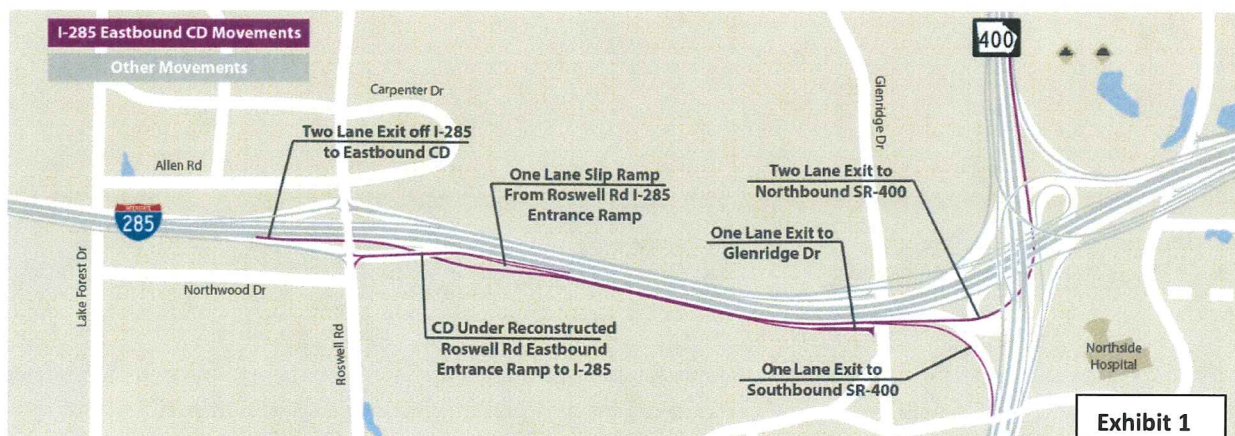 I-285 Eastbound CD Movements
Other Movements
400
Carpenter Dr
Glenridge Dr
Two Lane Exit off I-285
to Eastbound CD
Allen Rd
One Lane Slip Ramp
From Roswell Rd I-285
Entrance Ramp
Two Lane Exit to
Northbound SR-400
285
One Lane Exit to
Glenridge Dr
Lake Forest Dr
Northwood Dr
Roswell Rd
CD Under Reconstructed
Roswell Rd Eastbound
Entrance Ramp to I-285
One Lane Exit to
Southbound SR-400
Northside
Hospital
Exhibit 1